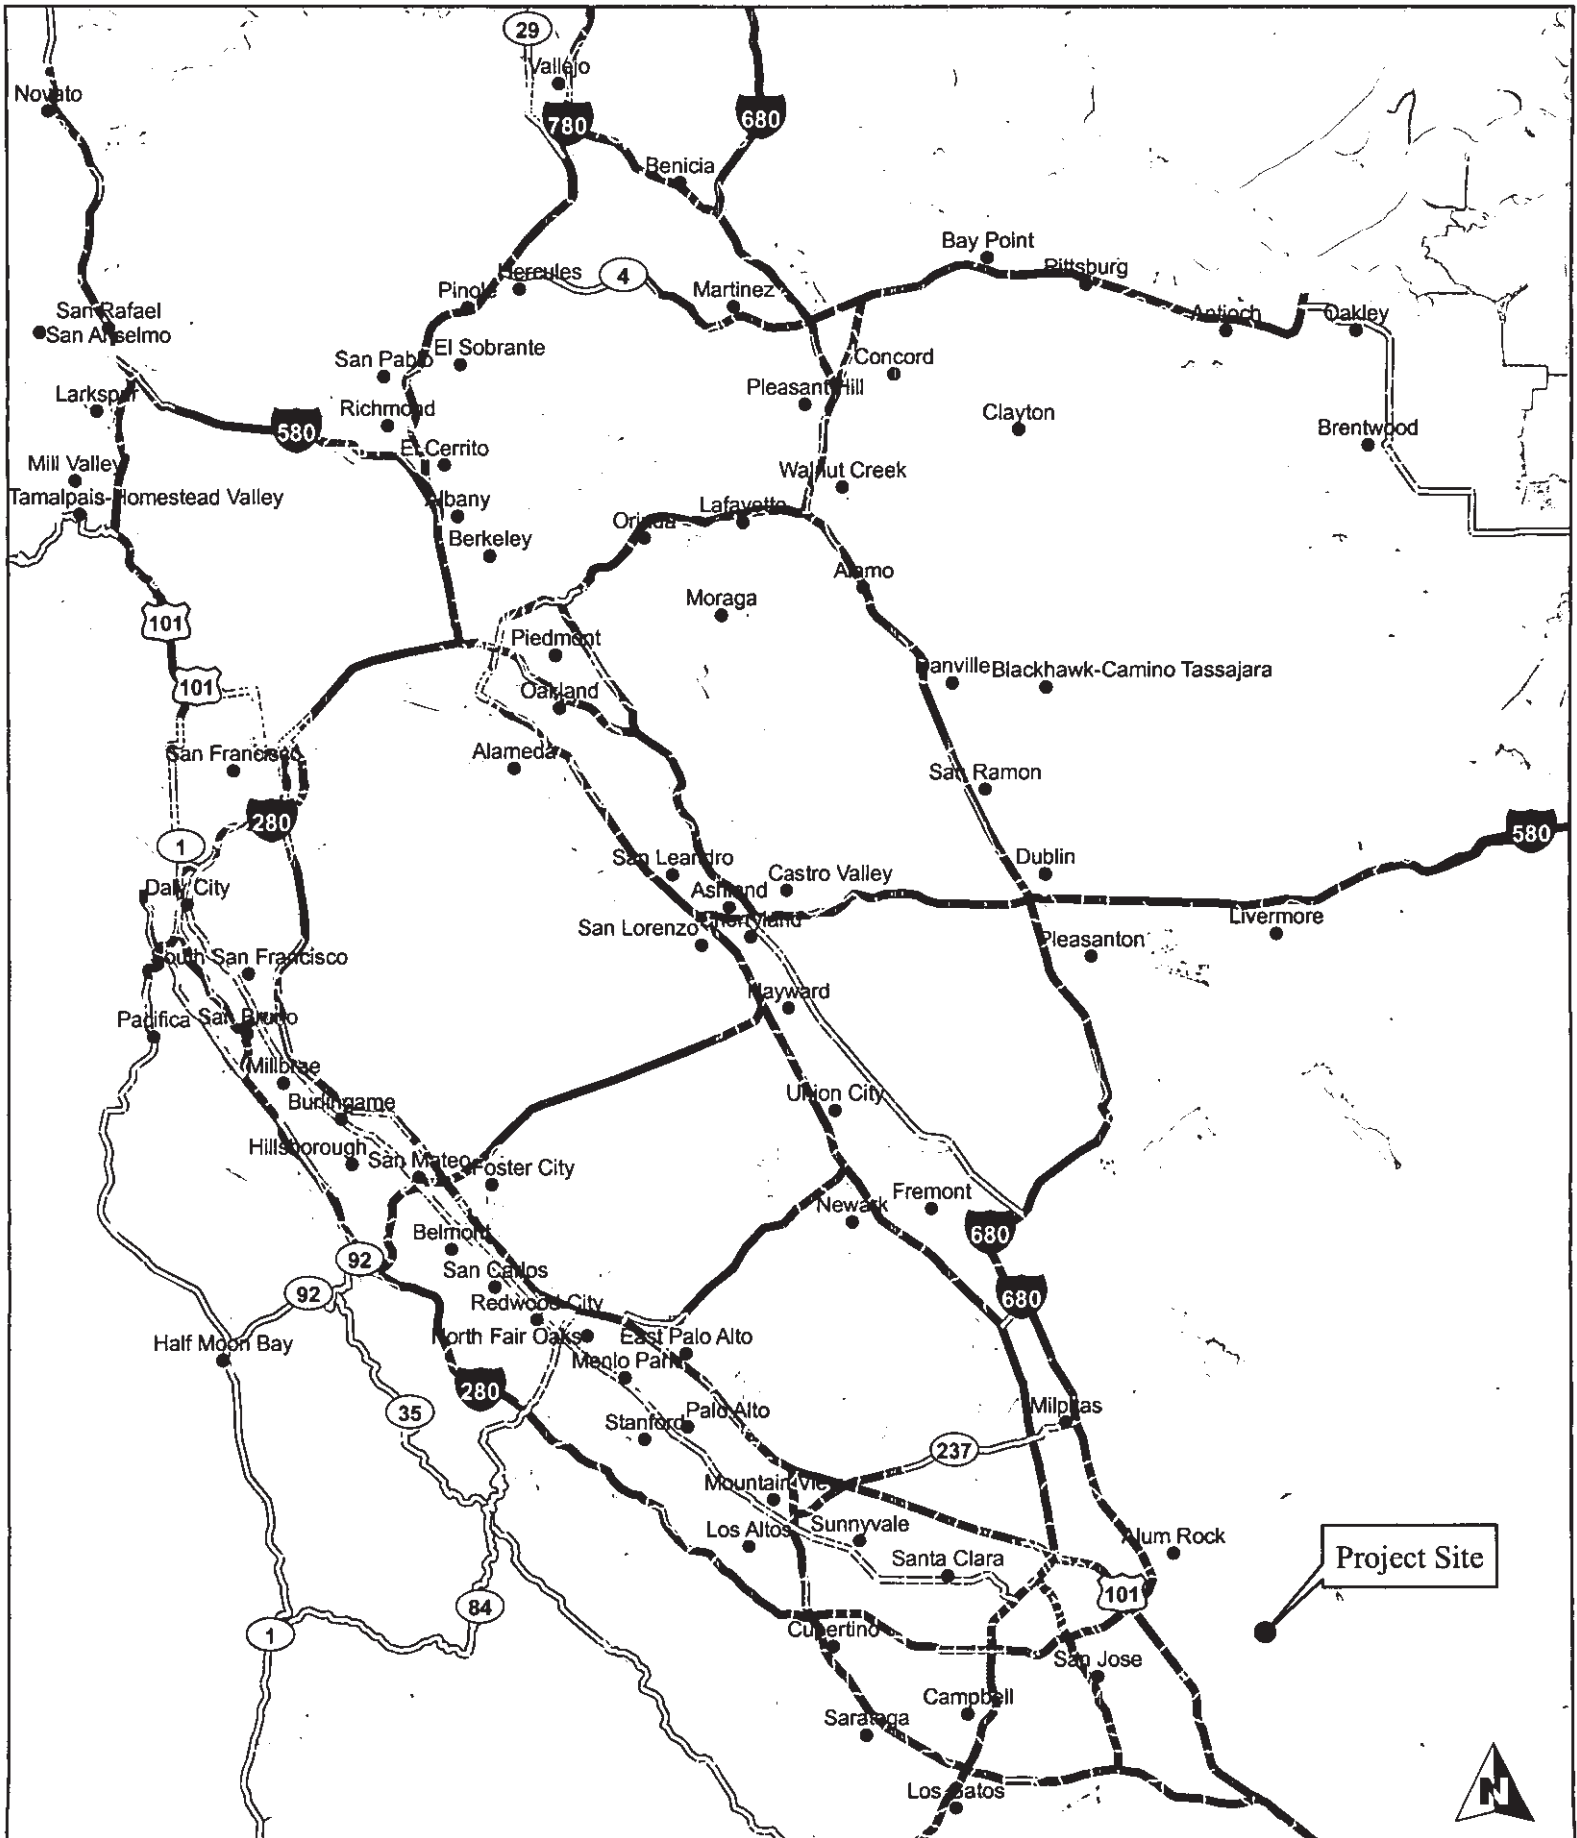 29
Vallejo
Novato
780
680
Benicia
Bay Point
Hercules
4
Pittsburg
Pinole
Martinez
San Rafael
San Anselmo
Antioch
Oakley
San Pablo
El Sobrante
Concord
Pleasant Hill
Larkspur
Richmond
Clayton
580
Brentwood
El Cerrito
Mill Valley
Walnut Creek
Tamalpais-Homestead Valley
Albany
Lafayette
Orinda
Berkeley
Alamo
Moraga
101
Piedmont
Danville
Blackhawk-Camino Tassajara
101
Oakland
San Francisco
Alameda
San Ramon
280
580
1
San Leandro
Dublin
Castro Valley
Daly City
Ashland
Livermore
San Lorenzo
Cherryland
Pleasanton
South San Francisco
Hayward
Pacifica
San Bruno
Millbrae
Union City
Burlingame
Hillsborough
San Mateo
Foster City
Newark
Fremont
680
Belmont
92
San Carlos
92
680
Redwood City
Half Moon Bay
North Fair Oaks
East Palo Alto
Menlo Park
280
35
Milpitas
Stanford
Palo Alto
237
Mountain View
Los Altos
Sunnyvale
Alum Rock
Santa Clara
Project Site
101
84
1
Cupertino
San Jose
Campbell
Saratoga
Los Gatos
N